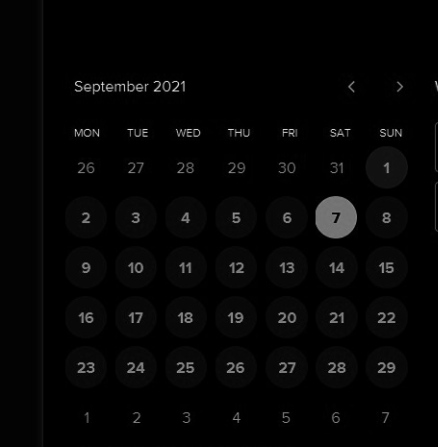 September 2021 < >
MON TUE WED THU FRI SAT SUN
26 27 28 29 30 31 1
2 3 4 5 6 7 8
9 10 11 12 13 14 15
16 17 18 19 20 21 22
23 24 25 26 27 28 29
1 2 3 4 5 6 7